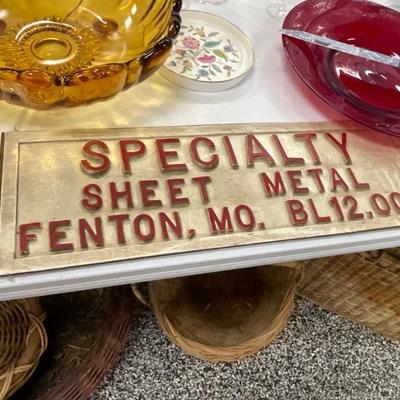 SPECIALTY
SHEET METAL
FENTON, MO. BL12.00